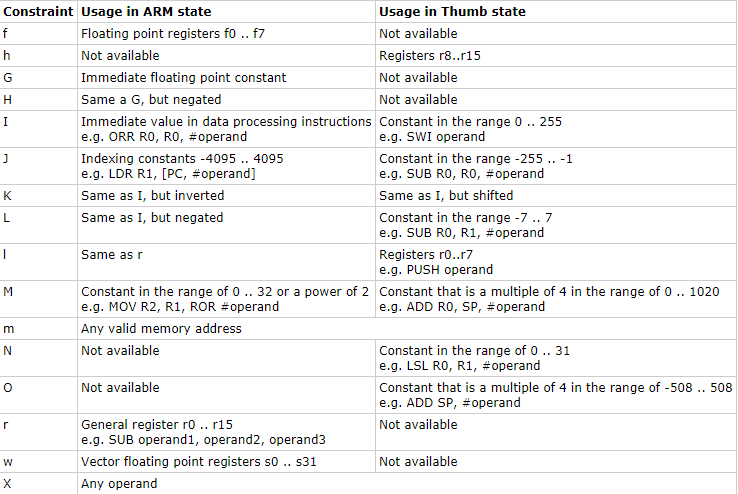 Constraint Usage in ARM state Usage in Thumb state
f Floating point registers f0 .. f7 Not available
h Not available Registers r8..r15
G Immediate floating point constant Not available
H Same a G, but negated Not available
I Immediate value in data processing instructions Constant in the range 0 .. 255
e.g. ORR R0, R0, #operand e.g. SWI operand
J Indexing constants -4095 .. 4095 Constant in the range -255 .. -1
e.g. LDR R1, [PC, #operand] e.g. SUB R0, R0, #operand
K Same as I, but inverted Same as I, but shifted
L Same as I, but negated Constant in the range -7 .. 7
e.g. SUB R0, R1, #operand
l Same as r Registers r0..r7
e.g. PUSH operand
M Constant in the range of 0 .. 32 or a power of 2 Constant that is a multiple of 4 in the range of 0 .. 1020
e.g. MOV R2, R1, ROR #operand e.g. ADD R0, SP, #operand
m Any valid memory address
N Not available Constant in the range of 0 .. 31
e.g. LSL R0, R1, #operand
O Not available Constant that is a multiple of 4 in the range of -508 .. 508
e.g. ADD SP, #operand
r General register r0 .. r15 Not available
e.g. SUB operand1, operand2, operand3
w Vector floating point registers s0 .. s31 Not available
X Any operand